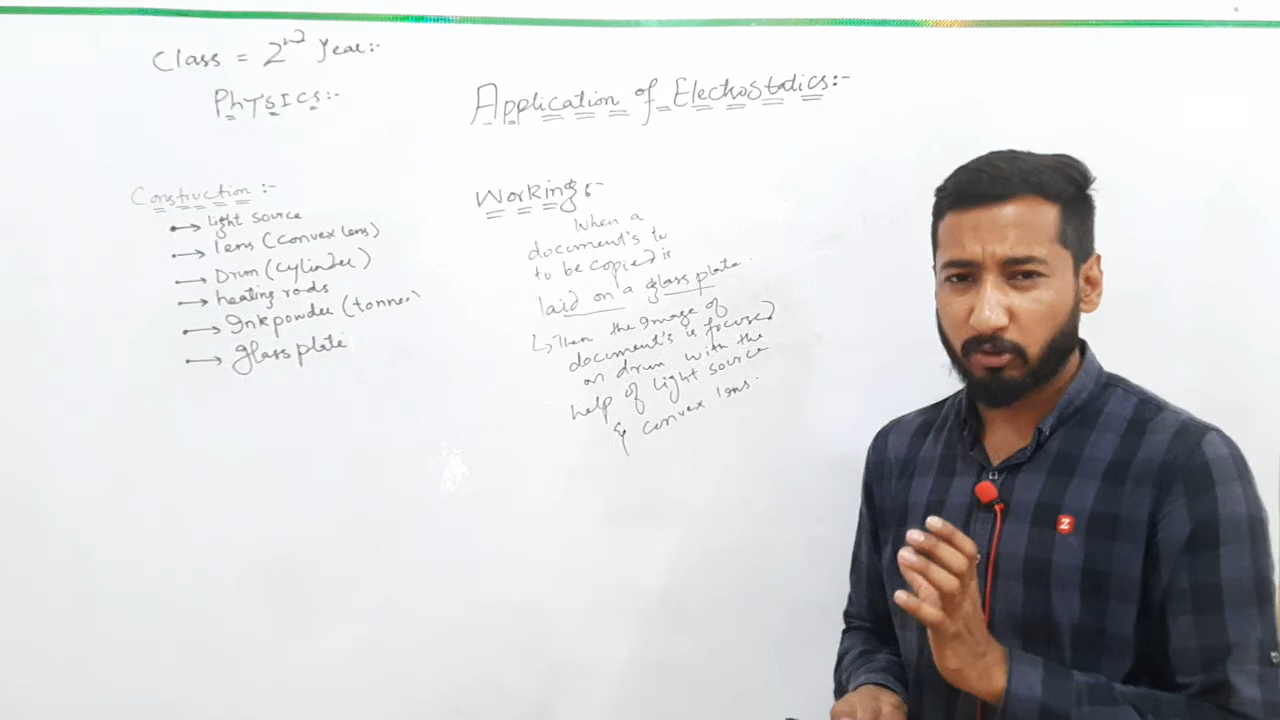 Class = 2nd Year:-
Physics:-
Application of Electrostatics:-
Construction:-
→ light source
→ lens (convex lens)
→ Drum (cylinder)
→ heating rods
→ Ink powder (tonner)
→ glass plate
Working:-
When a
document's to
to be copied is
laid on a glass plate.
↳ Then the Image of
document's is focused
on drum with the
help of light source
& convex lens.
Z